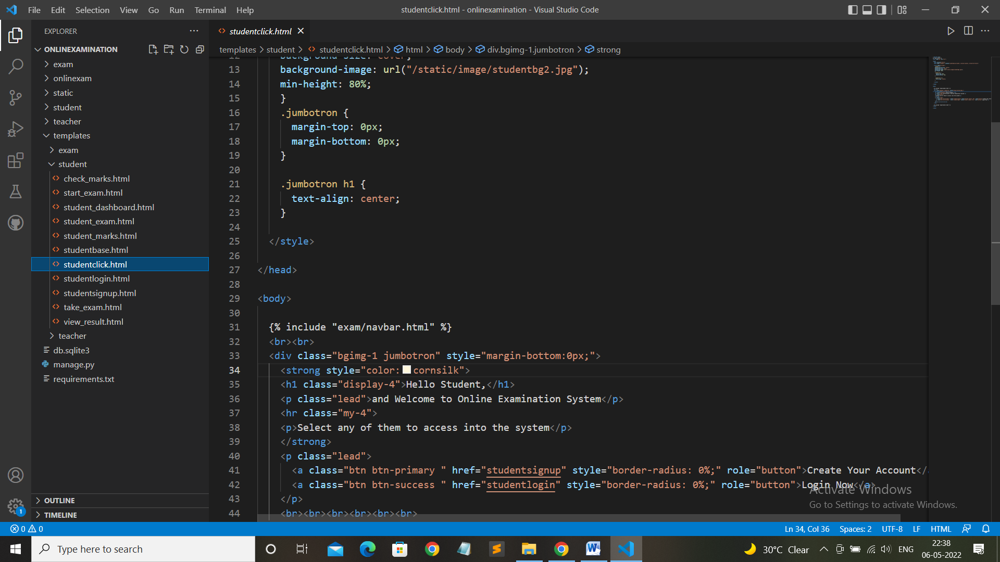 File Edit Selection View Go Run Terminal Help
studentclick.html - onlinexamination - Visual Studio Code
EXPLORER
ONLINEXAMINATION
exam
onlinexam
static
student
teacher
templates
exam
student
check_marks.html
start_exam.html
student_dashboard.html
student_exam.html
student_marks.html
studentbase.html
studentclick.html
studentlogin.html
studentsignup.html
take_exam.html
view_result.html
teacher
db.sqlite3
manage.py
requirements.txt
OUTLINE
TIMELINE
studentclick.html
templates > student > studentclick.html > html > body > div.bgimg-1.jumbotron > strong
12 background-size: cover;
13 background-image: url("/static/image/studentbg2.jpg");
14 min-height: 80%;
15 }
16 .jumbotron {
17 margin-top: 0px;
18 margin-bottom: 0px;
19 }
20
21 .jumbotron h1 {
22 text-align: center;
23 }
24
25 </style>
26
27 </head>
28
29 <body>
30
31 {% include "exam/navbar.html" %}
32 <br><br>
33 <div class="bgimg-1 jumbotron" style="margin-bottom:0px;">
34 <strong style="color: cornsilk">
35 <h1 class="display-4">Hello Student,</h1>
36 <p class="lead">and Welcome to Online Examination System</p>
37 <hr class="my-4">
38 <p>Select any of them to access into the system</p>
39 </strong>
40 <p class="lead">
41 <a class="btn btn-primary " href="studentsignup" style="border-radius: 0%;" role="button">Create Your Account</
42 <a class="btn btn-success " href="studentlogin" style="border-radius: 0%;" role="button">Login Now</a>
43 </p>
44 <br><br><br><br><br><br>
Activate Windows
Go to Settings to activate Windows.
1
0 0
Ln 34, Col 36 Spaces: 2 UTF-8 LF HTML
Type here to search
30°C Clear
ENG
22:38
06-05-2022